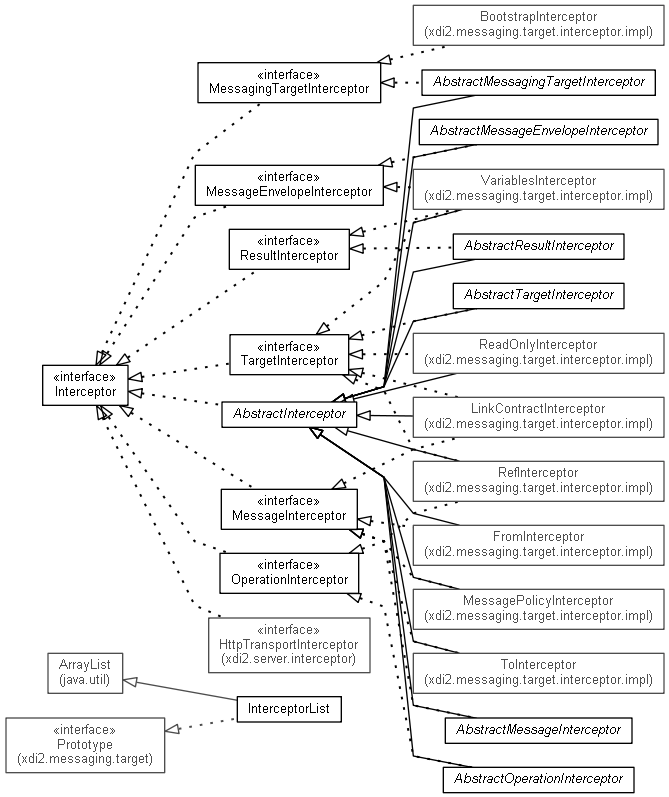 BootstrapInterceptor
(xdi2.messaging.target.interceptor.impl)
«interface»
MessagingTargetInterceptor
AbstractMessagingTargetInterceptor
AbstractMessageEnvelopeInterceptor
«interface»
MessageEnvelopeInterceptor
VariablesInterceptor
(xdi2.messaging.target.interceptor.impl)
«interface»
ResultInterceptor
AbstractResultInterceptor
AbstractTargetInterceptor
«interface»
TargetInterceptor
ReadOnlyInterceptor
(xdi2.messaging.target.interceptor.impl)
«interface»
Interceptor
AbstractInterceptor
LinkContractInterceptor
(xdi2.messaging.target.interceptor.impl)
RefInterceptor
(xdi2.messaging.target.interceptor.impl)
«interface»
MessageInterceptor
FromInterceptor
(xdi2.messaging.target.interceptor.impl)
«interface»
OperationInterceptor
MessagePolicyInterceptor
(xdi2.messaging.target.interceptor.impl)
«interface»
HttpTransportInterceptor
(xdi2.server.interceptor)
ToInterceptor
(xdi2.messaging.target.interceptor.impl)
ArrayList
(java.util)
InterceptorList
AbstractMessageInterceptor
«interface»
Prototype
(xdi2.messaging.target)
AbstractOperationInterceptor